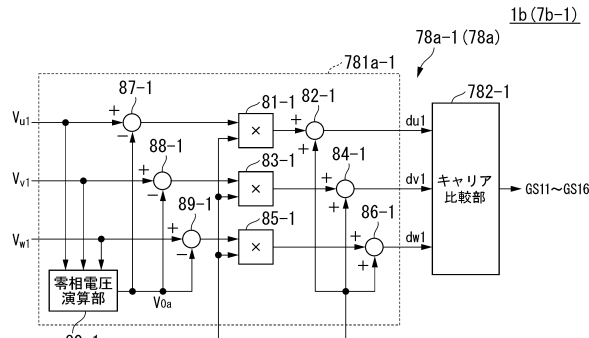 1b(7b-1)
78a-1(78a)
781a-1
782-1
87-1
81-1
82-1
Vu1
+
−
×
+
+
du1
88-1
83-1
84-1
Vv1
+
−
×
+
+
dv1
キャリア
比較部
GS11〜GS16
89-1
85-1
86-1
Vw1
+
−
×
+
+
dw1
零相電圧
演算部
V0a